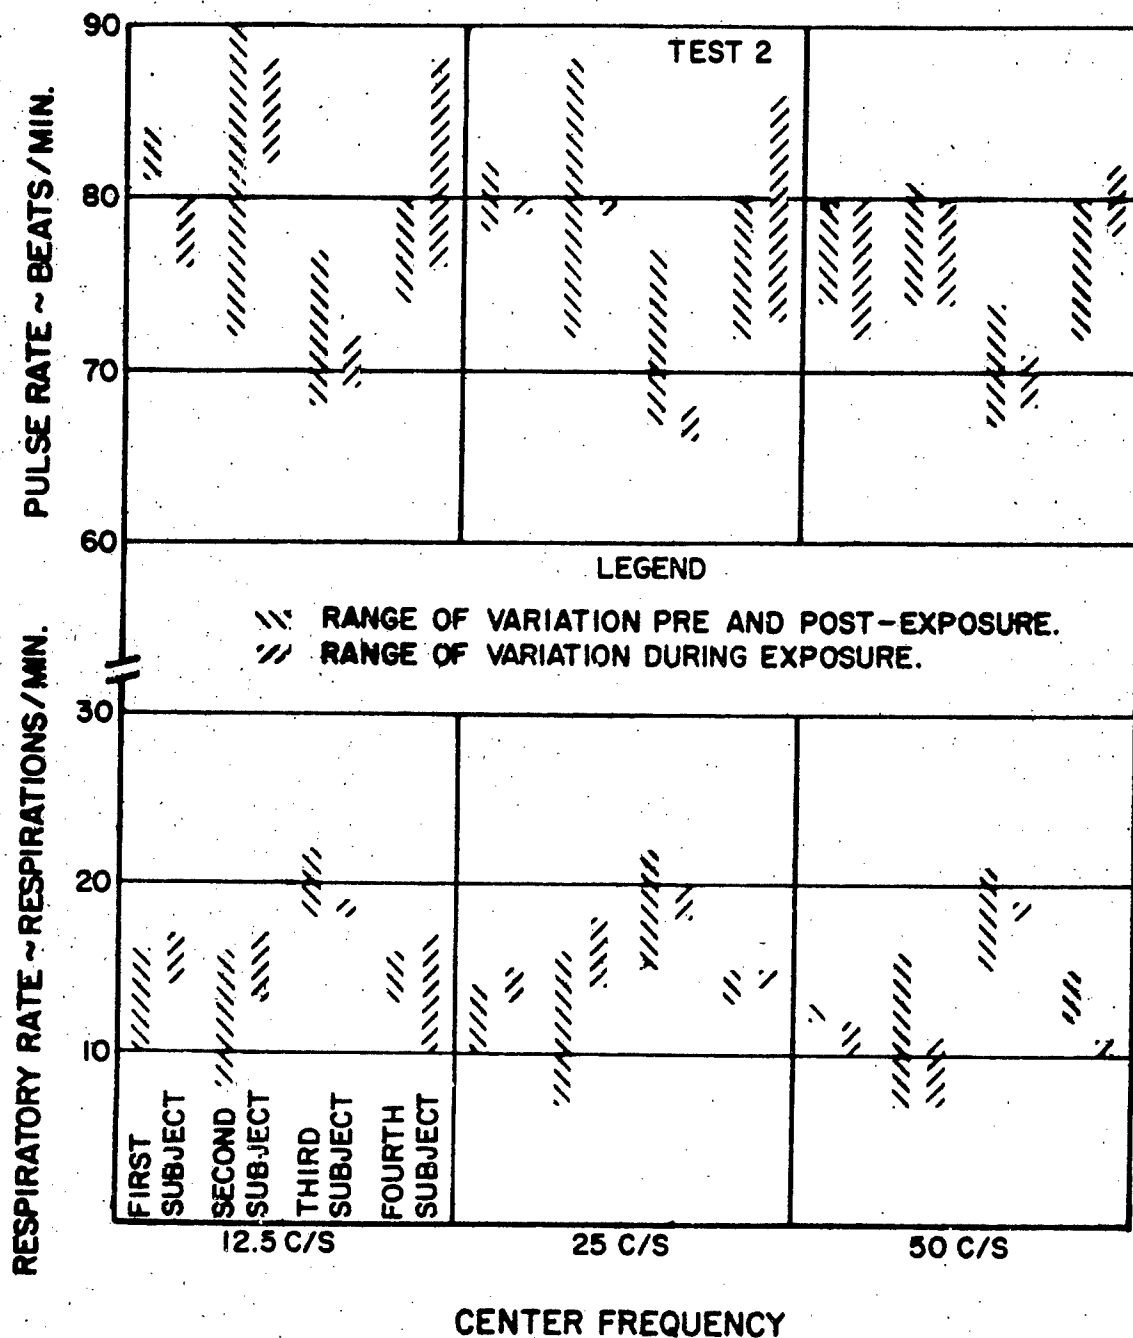 TEST 2
PULSE RATE ~ BEATS/MIN.
90
80
70
60
LEGEND
RANGE OF VARIATION PRE AND POST-EXPOSURE.
RANGE OF VARIATION DURING EXPOSURE.
RESPIRATORY RATE ~ RESPIRATIONS/MIN.
30
20
10
FIRST
SUBJECT
SECOND
SUBJECT
THIRD
SUBJECT
FOURTH
SUBJECT
12.5 C/S
25 C/S
50 C/S
CENTER FREQUENCY